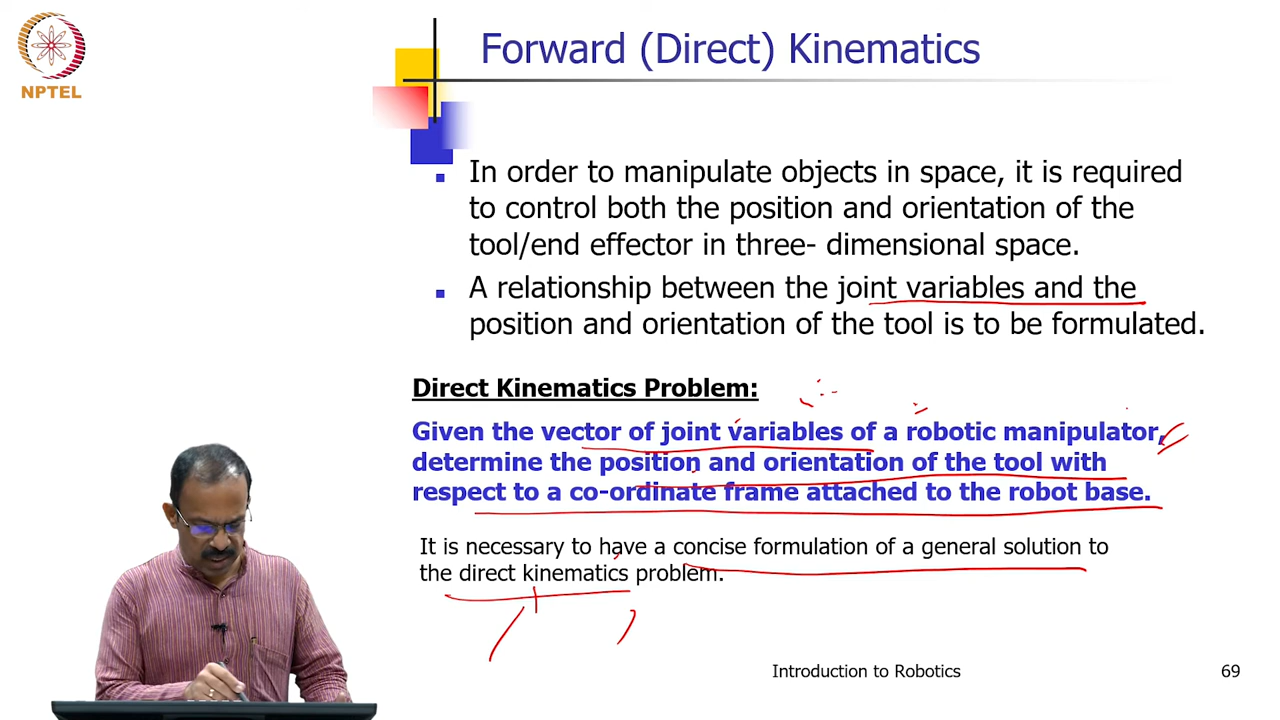 NPTEL
Forward (Direct) Kinematics
In order to manipulate objects in space, it is required
to control both the position and orientation of the
tool/end effector in three- dimensional space.
A relationship between the joint variables and the
position and orientation of the tool is to be formulated.
Direct Kinematics Problem:
Given the vector of joint variables of a robotic manipulator,
determine the position and orientation of the tool with
respect to a co-ordinate frame attached to the robot base.
It is necessary to have a concise formulation of a general solution to
the direct kinematics problem.
Introduction to Robotics
69